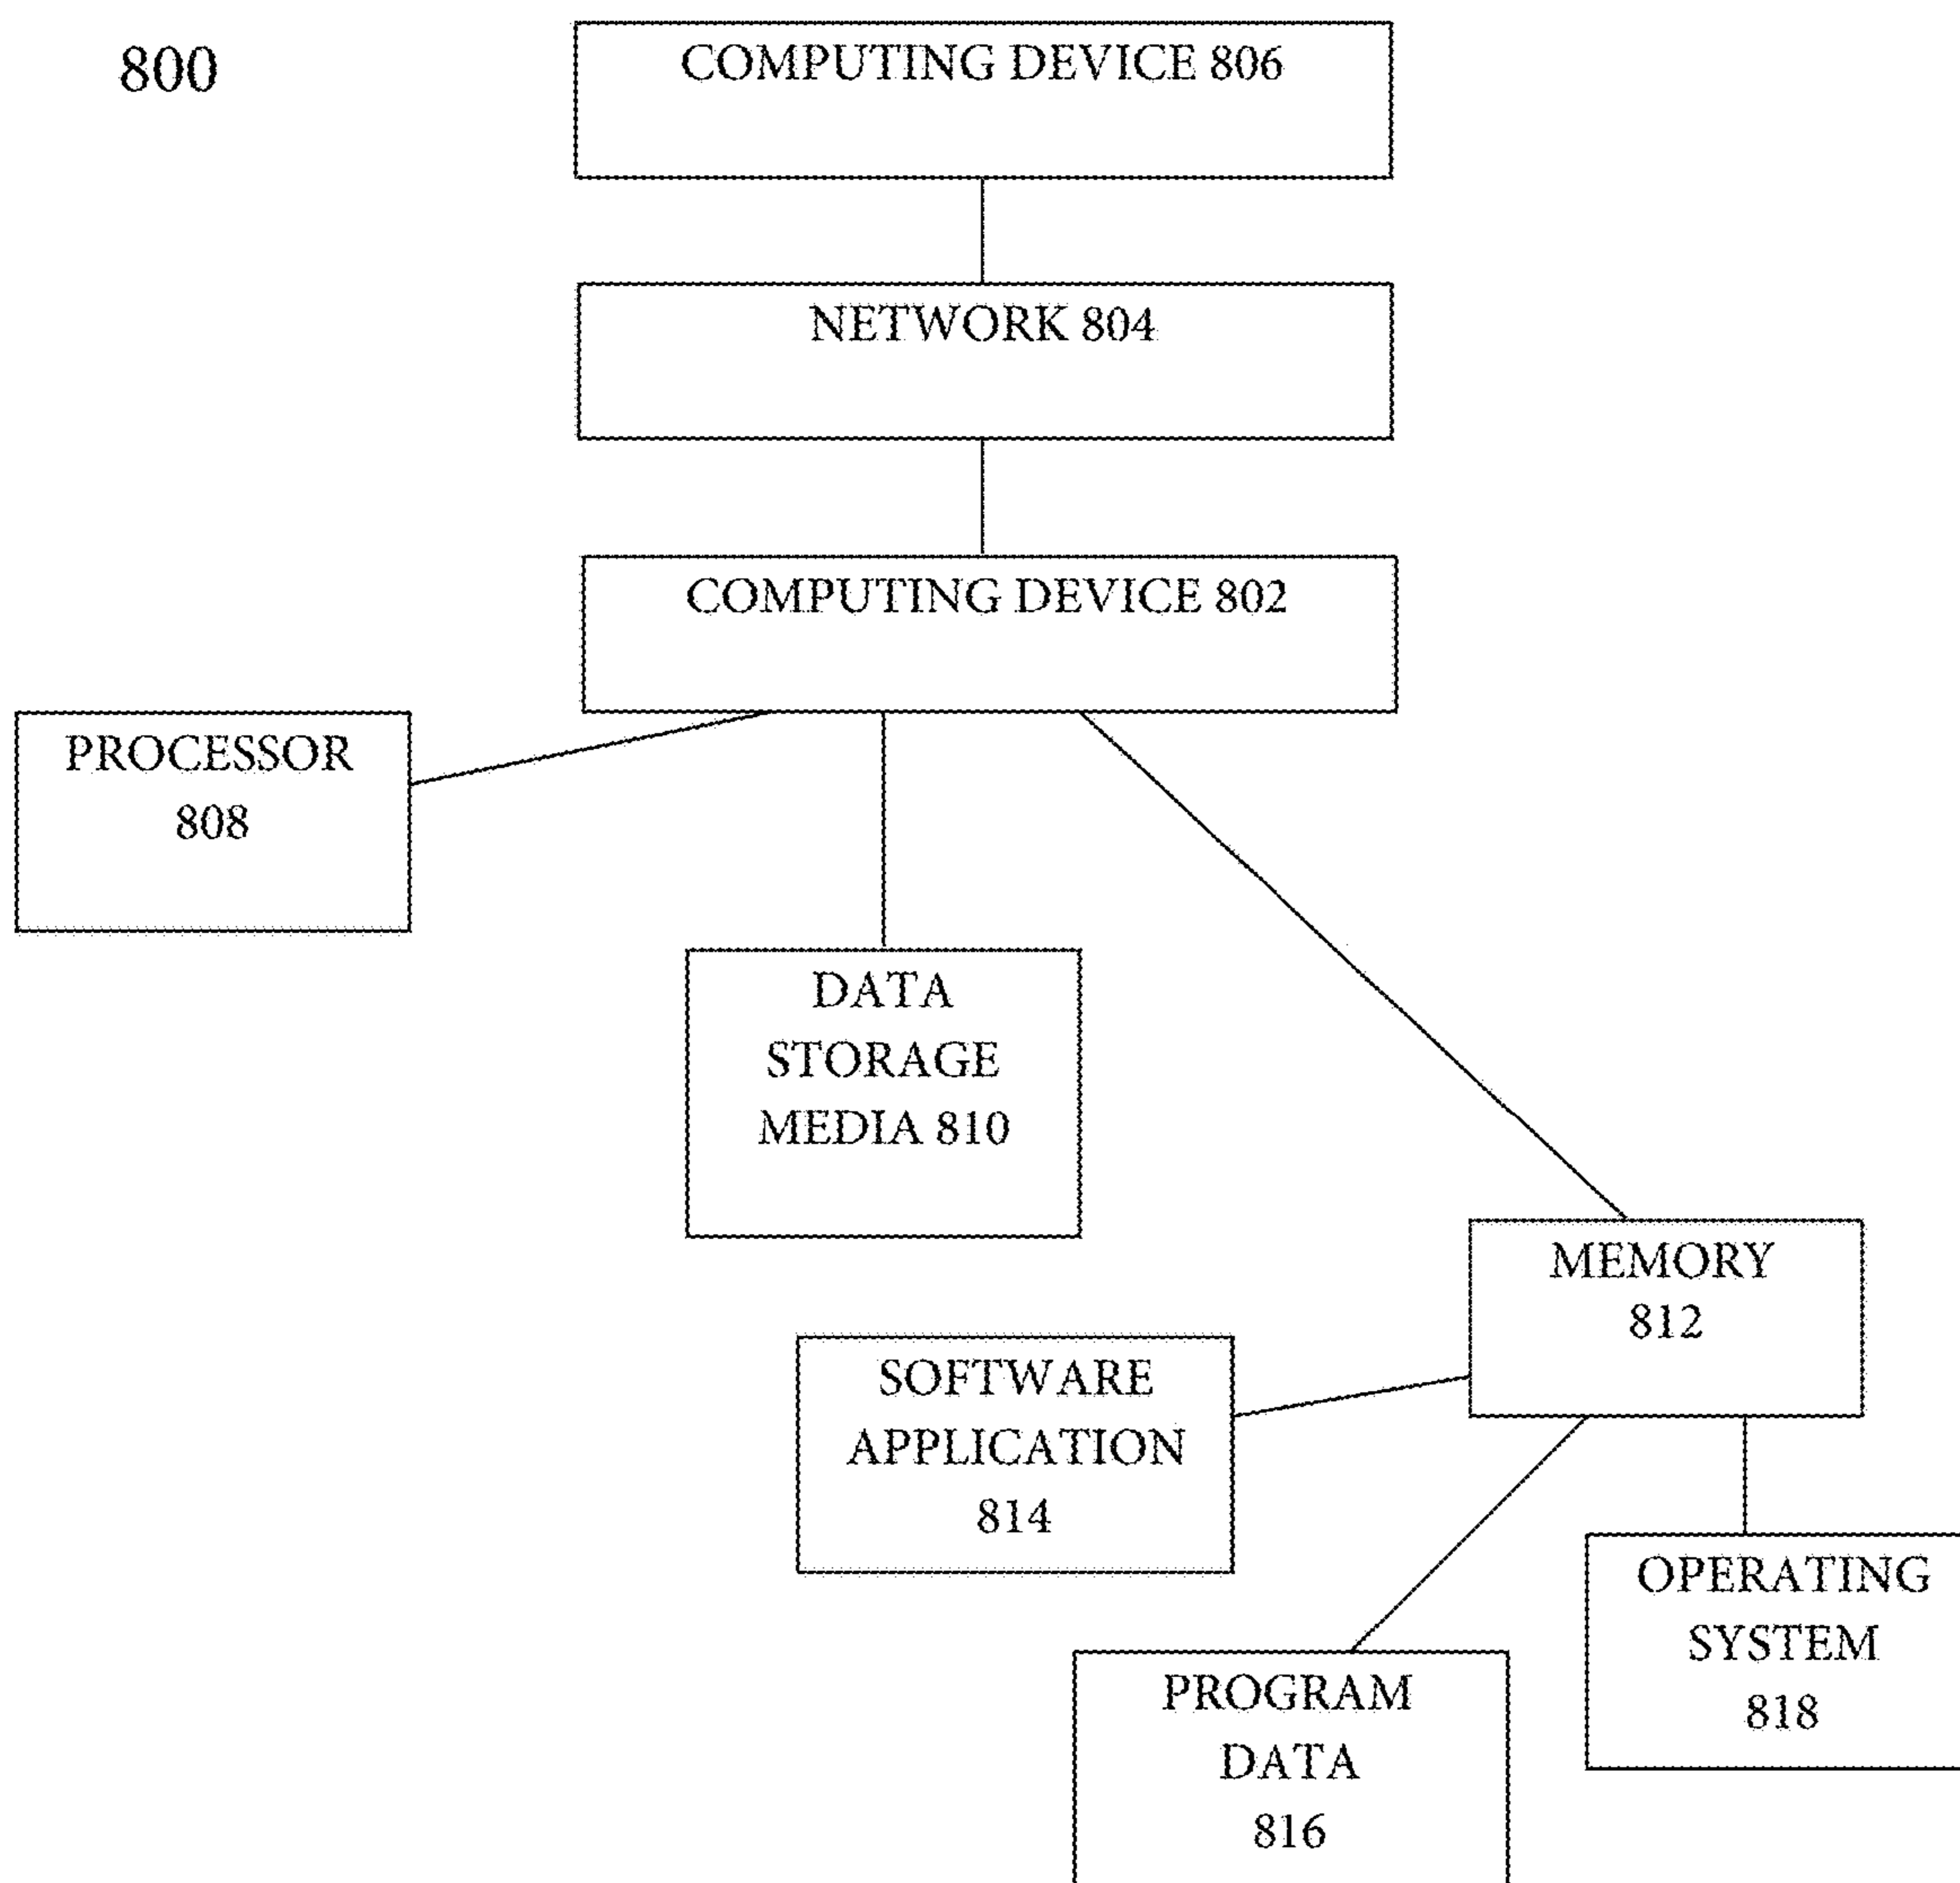 800
COMPUTING DEVICE 806
NETWORK 804
COMPUTING DEVICE 802
PROCESSOR
808
DATA
STORAGE
MEDIA 810
MEMORY
812
SOFTWARE
APPLICATION
814
OPERATING
SYSTEM
818
PROGRAM
DATA
816